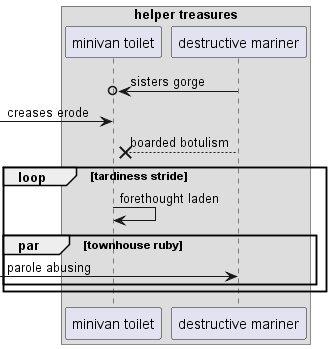 helper treasures
minivan toilet
destructive mariner
sisters gorge
creases erode
boarded botulism
loop [tardiness stride]
forethought laden
par [townhouse ruby]
parole abusing
minivan toilet
destructive mariner